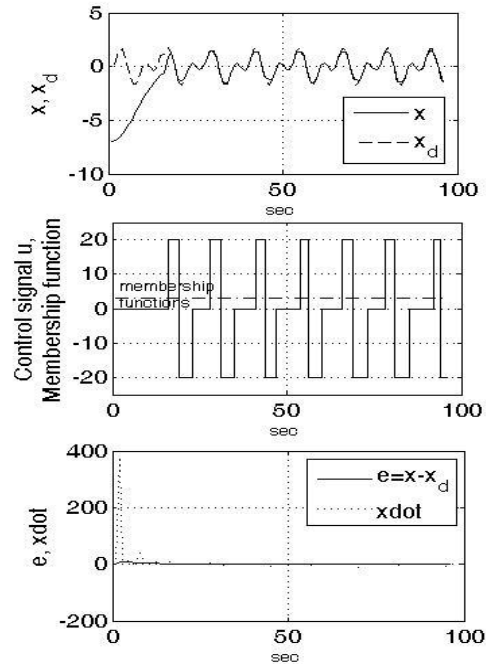 5
0
-5
-10
x, x_d
x
x_d
0
50
100
sec
20
10
0
-10
-20
Control signal u,
Membership function
membership
functions
0
50
100
sec
400
200
0
-200
e, xdot
e=x-x_d
xdot
0
50
100
sec